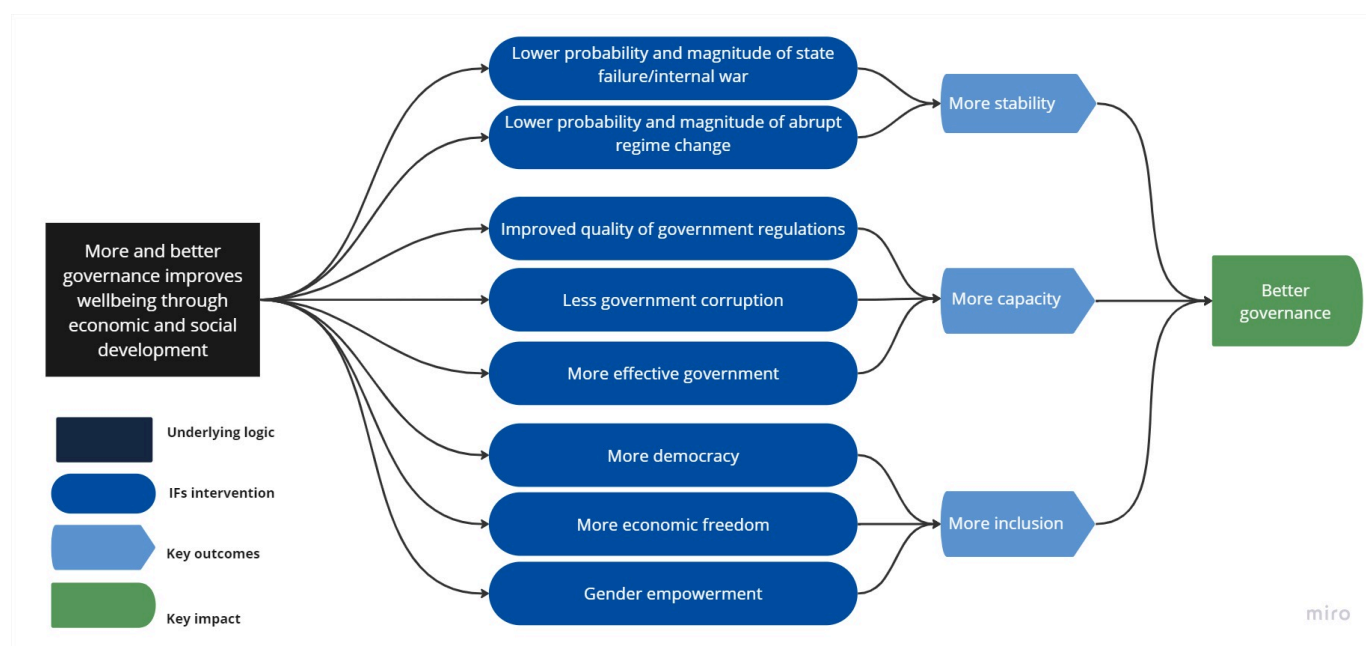 Lower probability and magnitude of state
failure/internal war
More stability
Lower probability and magnitude of abrupt
regime change
Improved quality of government regulations
More and better
governance improves
wellbeing through
economic and social
development
Less government corruption
More capacity
Better
governance
More effective government
Underlying logic
More democracy
IFs intervention
More economic freedom
More inclusion
Key outcomes
Gender empowerment
Key impact
miro